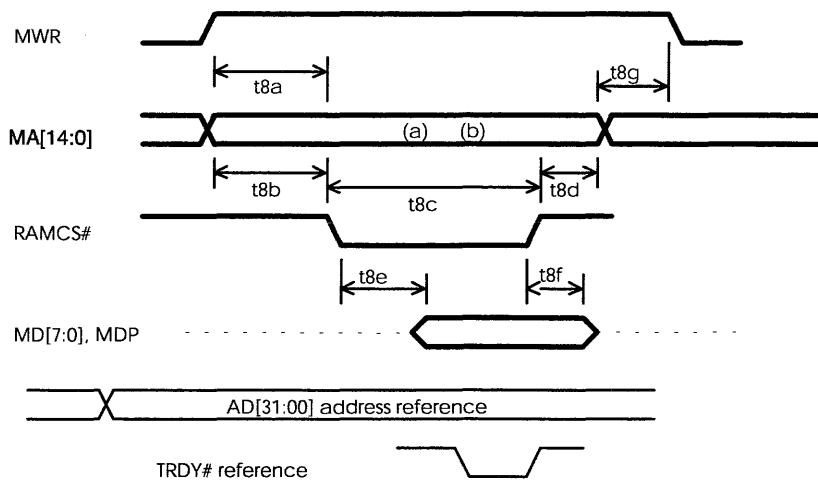 MWR
t8a
t8g
MA[14:0]
(a) (b)
t8b
t8c
t8d
RAMCS#
t8e
t8f
MD[7:0], MDP
AD[31:00] address reference
TRDY# reference